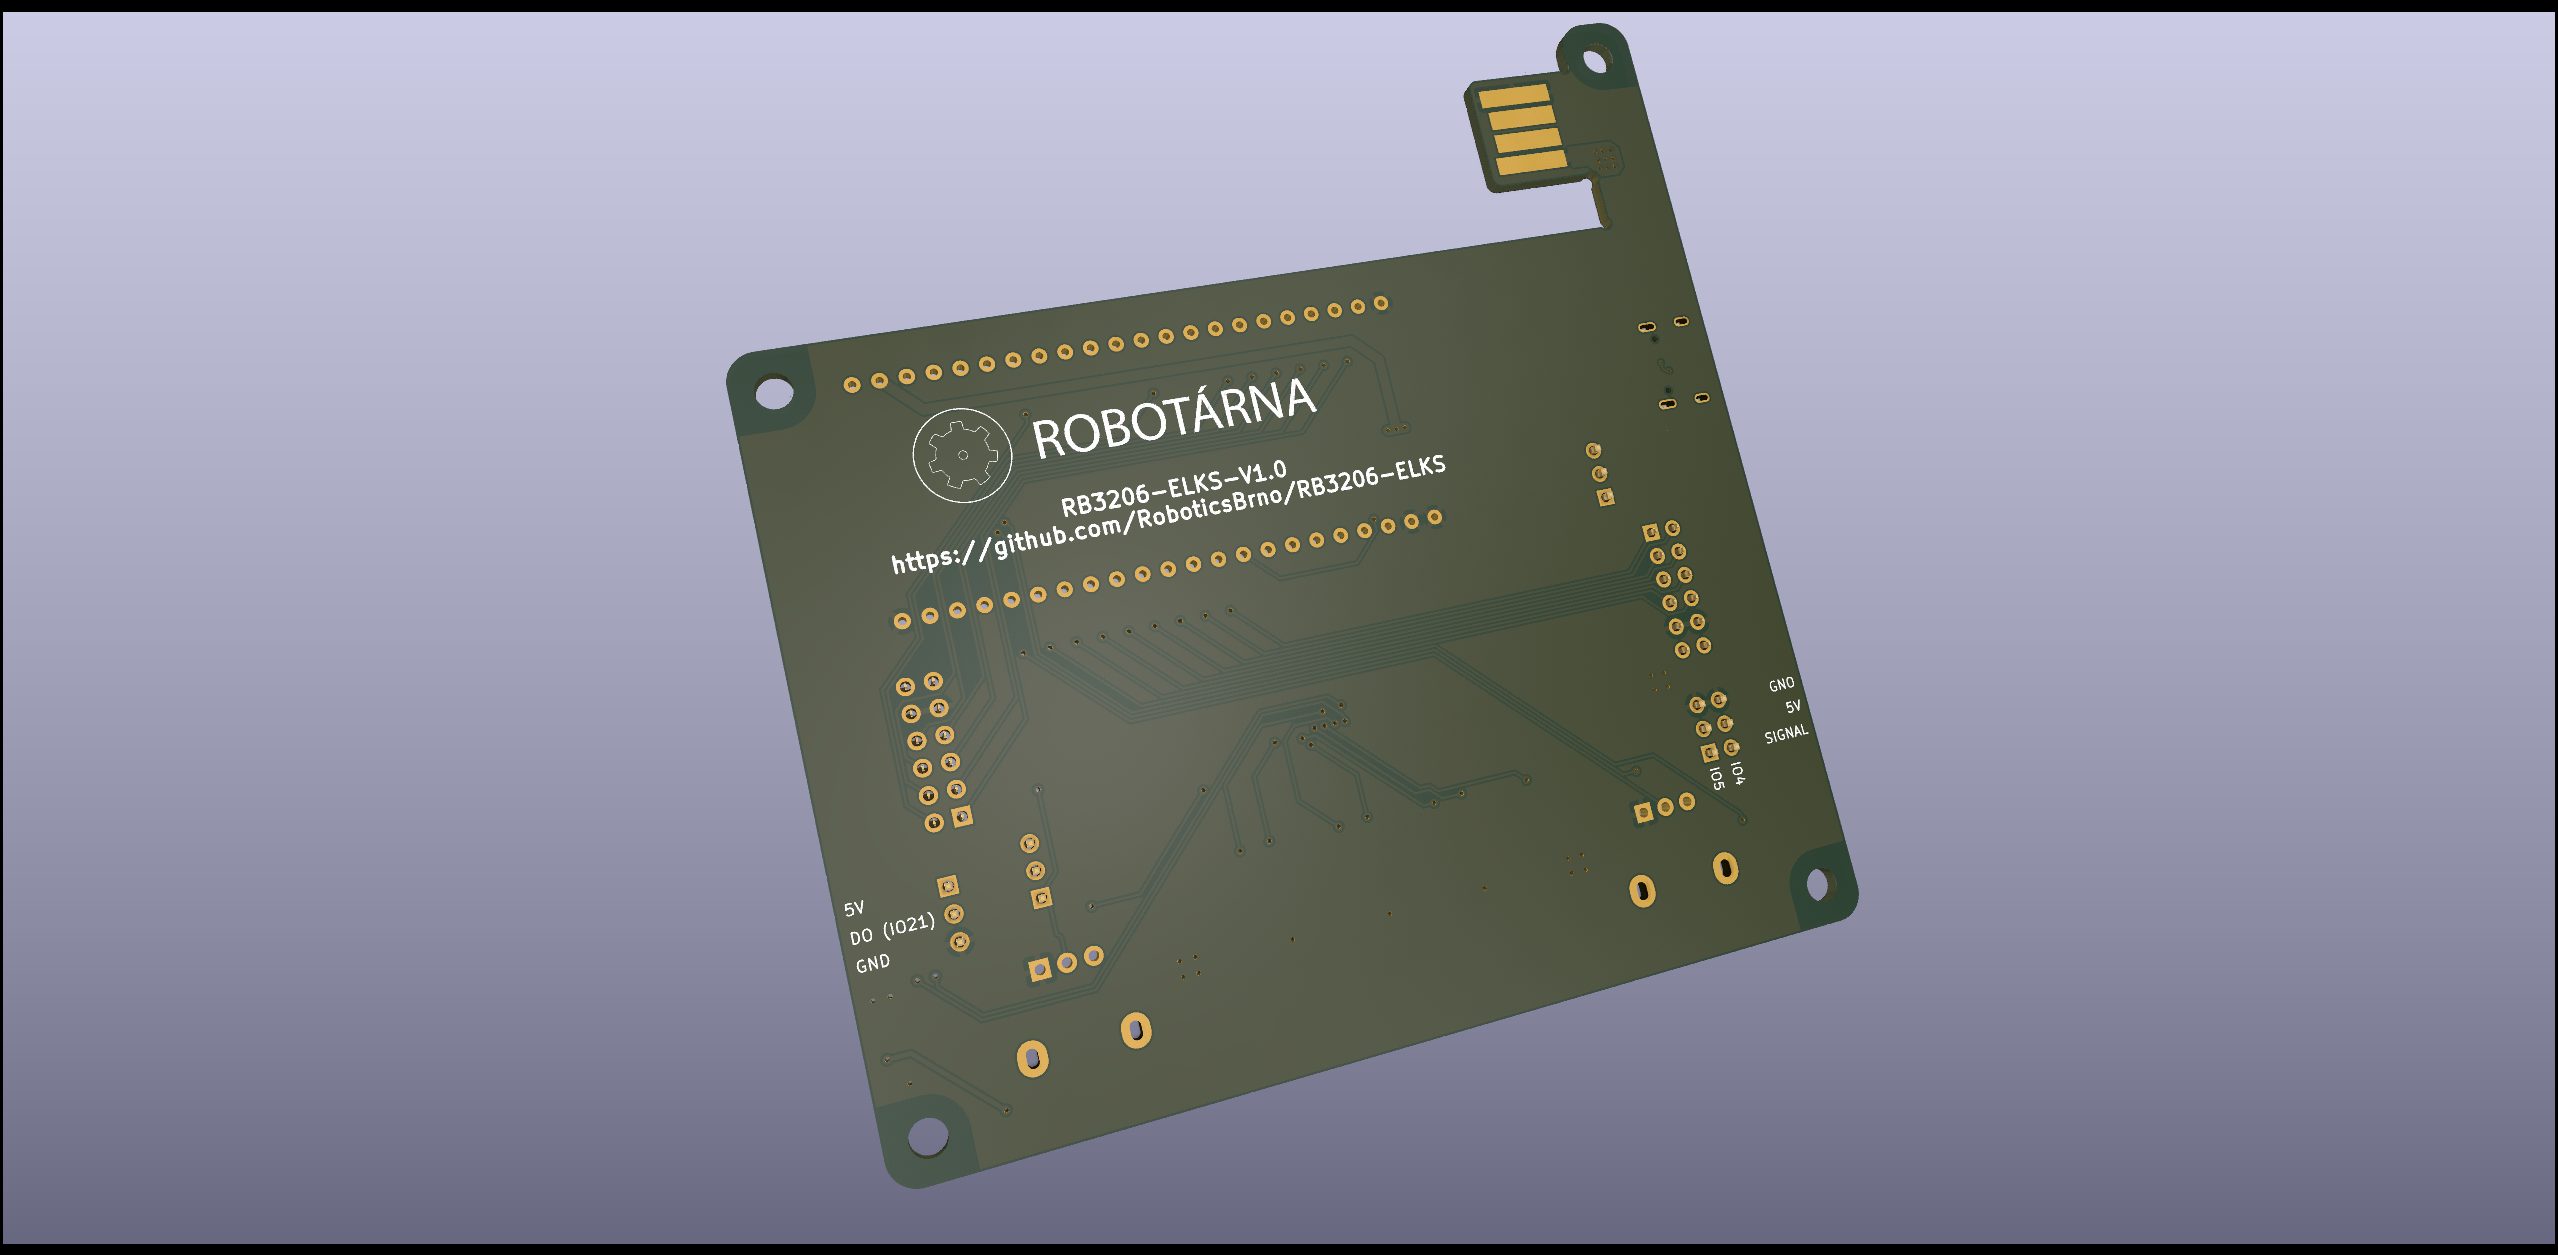 ROBOTÁRNA
RB3206-ELKS-V1.0
https://github.com/RoboticsBrno/RB3206-ELKS
GND
5V
SIGNAL
IO5
IO4
5V
DO (IO21)
GND